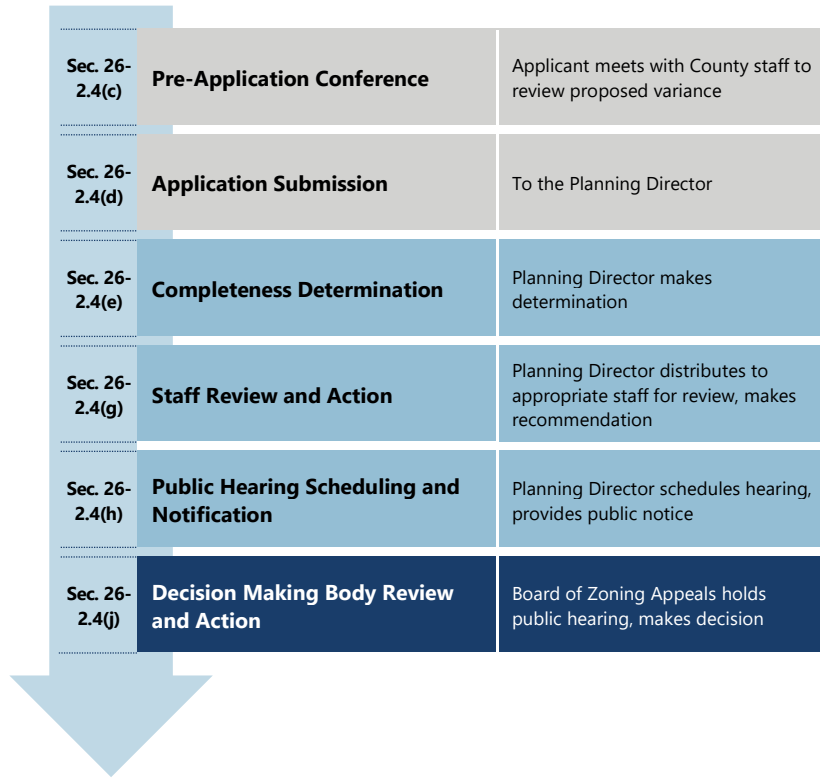 Sec. 26-
2.4(c)
Pre-Application Conference
Applicant meets with County staff to
review proposed variance
Sec. 26-
2.4(d)
Application Submission
To the Planning Director
Sec. 26-
2.4(e)
Completeness Determination
Planning Director makes
determination
Sec. 26-
2.4(g)
Staff Review and Action
Planning Director distributes to
appropriate staff for review, makes
recommendation
Sec. 26-
2.4(h)
Public Hearing Scheduling and
Notification
Planning Director schedules hearing,
provides public notice
Sec. 26-
2.4(j)
Decision Making Body Review
and Action
Board of Zoning Appeals holds
public hearing, makes decision